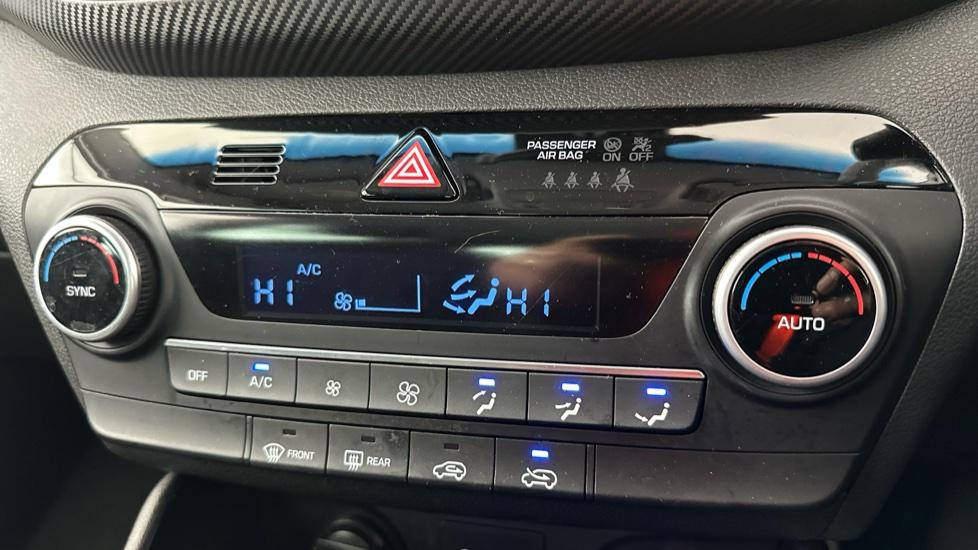 PASSENGER
AIR BAG
ON OFF
HI A/C HI
SYNC
AUTO
OFF
A/C
FRONT
REAR